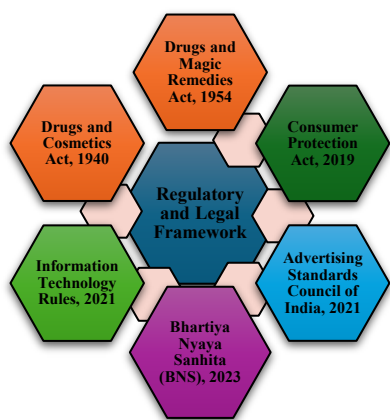 Drugs and
Magic
Remedies
Act, 1954
Drugs and
Cosmetics
Act, 1940
Consumer
Protection
Act, 2019
Regulatory
and Legal
Framework
Information
Technology
Rules, 2021
Advertising
Standards
Council of
India, 2021
Bhartiya
Nyaya
Sanhita
(BNS), 2023